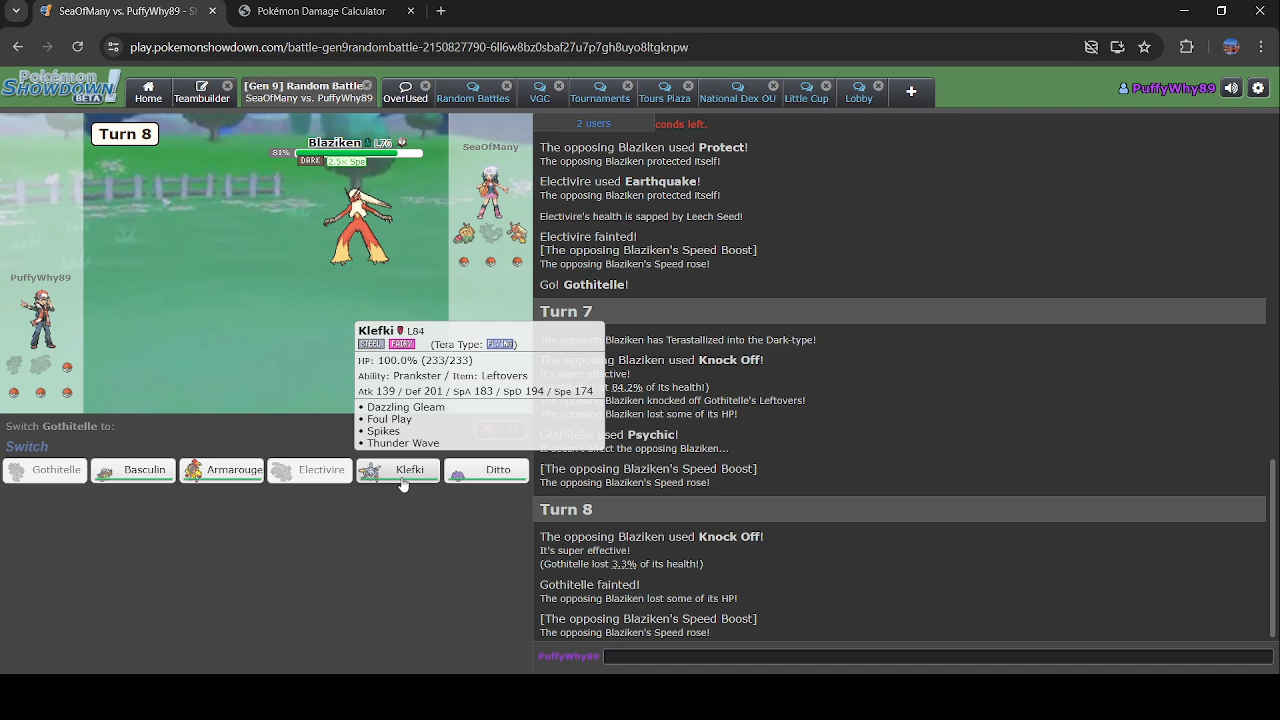 SeaOfMany vs. PuffyWhy89 - S
Pokémon Damage Calculator
play.pokemonshowdown.com/battle-gen9randombattle-2150827790-6ll6w8bz0sbaf27u7p7gh8uyo8ltgknpw
Pokémon
Showdown
BETA
Home
Teambuilder
[Gen 9] Random Battle
SeaOfMany vs. PuffyWhy89
OverUsed
Random Battles
VGC
Tournaments
Tours Plaza
National Dex OU
Little Cup
Lobby
PuffyWhy89
Turn 8
Blaziken L76
81%
DARK 2.5× Spe
SeaOfMany
PuffyWhy89
Klefki L84
STEEL FAIRY (Tera Type: FLYING)
HP: 100.0% (233/233)
Ability: Prankster / Item: Leftovers
Atk 139 / Def 201 / SpA 183 / SpD 194 / Spe 174
• Dazzling Gleam
• Foul Play
• Spikes
• Thunder Wave
Switch Gothitelle to:
Switch
Gothitelle
Basculin
Armarouge
Electivire
Klefki
Ditto
2 users
conds left.
The opposing Blaziken used Protect!
The opposing Blaziken protected itself!
Electivire used Earthquake!
The opposing Blaziken protected itself!
Electivire's health is sapped by Leech Seed!
Electivire fainted!
[The opposing Blaziken's Speed Boost]
The opposing Blaziken's Speed rose!
Go! Gothitelle!
Turn 7
Blaziken has Terastallized into the Dark-type!
Blaziken used Knock Off!
84.2% of its health!)
Blaziken knocked off Gothitelle's Leftovers!
Blaziken lost some of its HP!
used Psychic!
affect the opposing Blaziken…
[The opposing Blaziken's Speed Boost]
The opposing Blaziken's Speed rose!
Turn 8
The opposing Blaziken used Knock Off!
It's super effective!
(Gothitelle lost 3.3% of its health!)
Gothitelle fainted!
The opposing Blaziken lost some of its HP!
[The opposing Blaziken's Speed Boost]
The opposing Blaziken's Speed rose!
PuffyWhy89